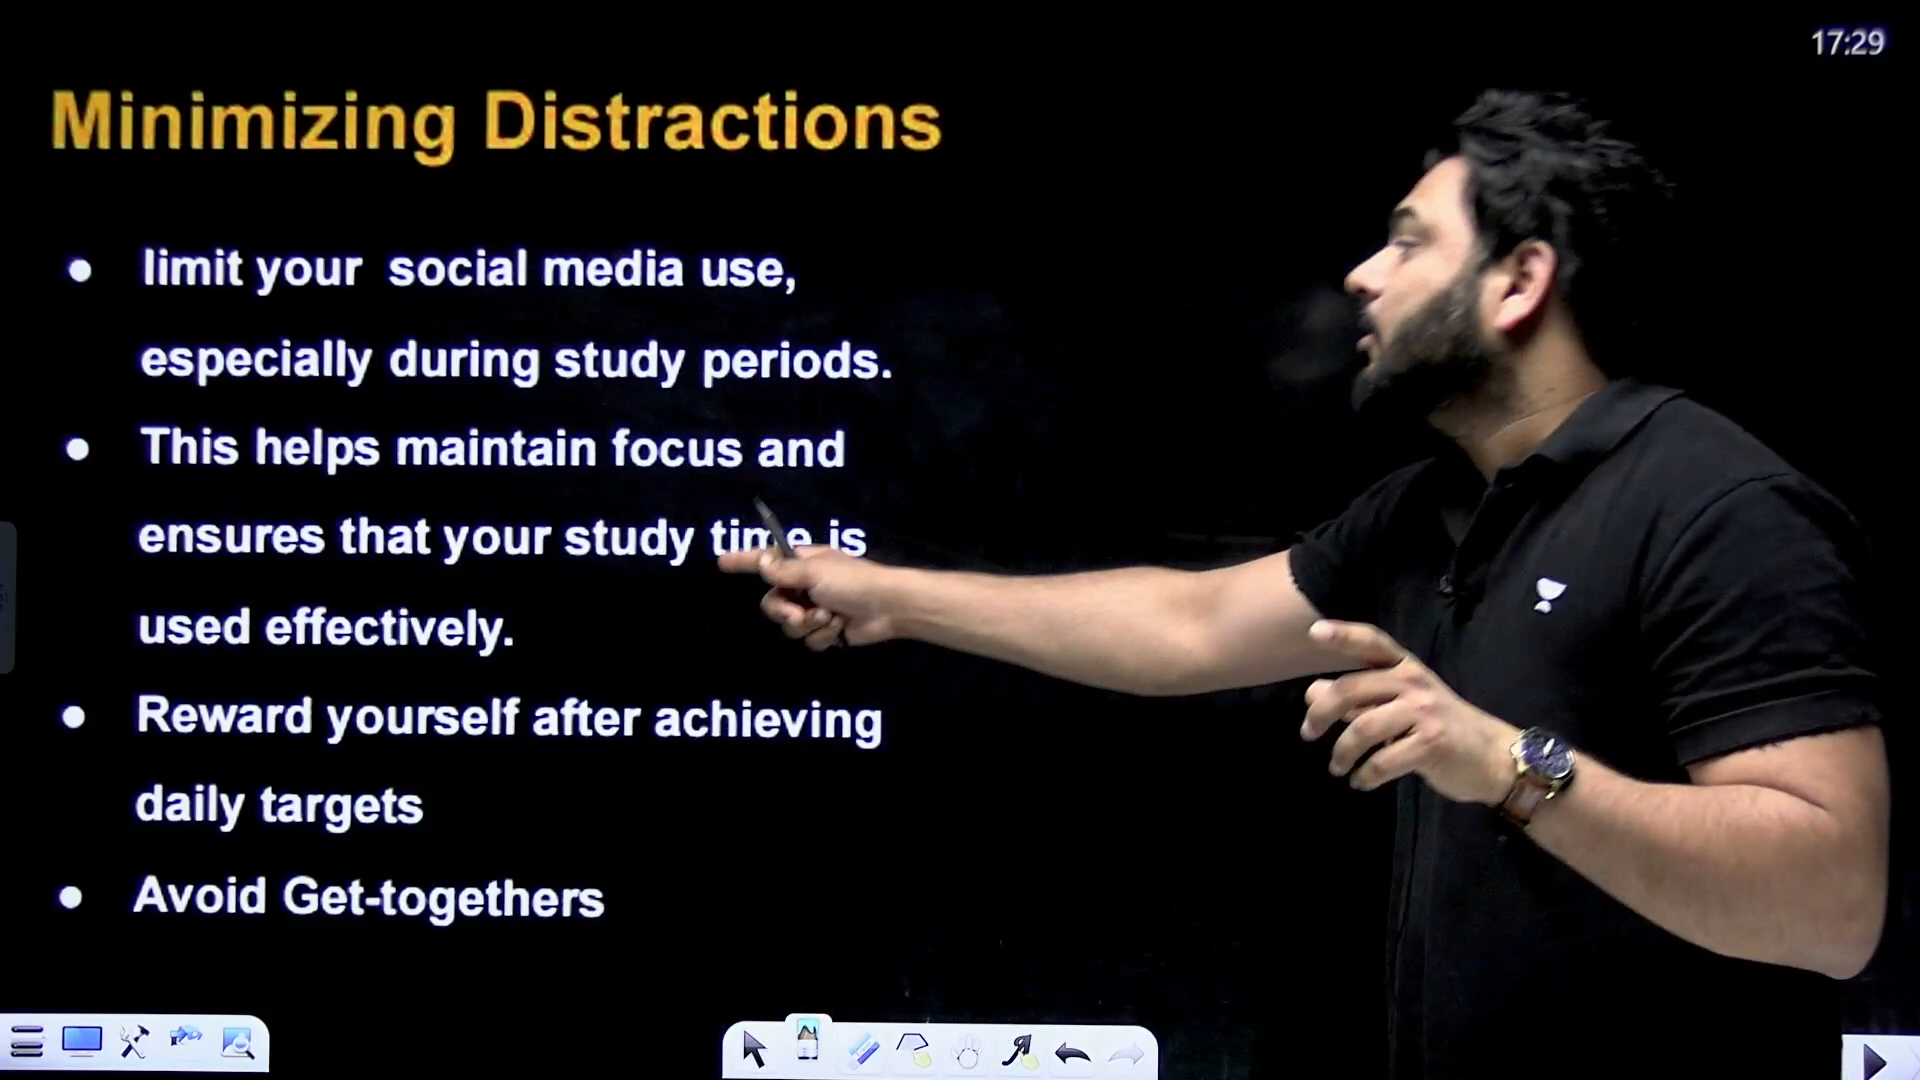 17:29
Minimizing Distractions
● limit your social media use,
especially during study periods.
● This helps maintain focus and
ensures that your study time is
used effectively.
● Reward yourself after achieving
daily targets
● Avoid Get-togethers